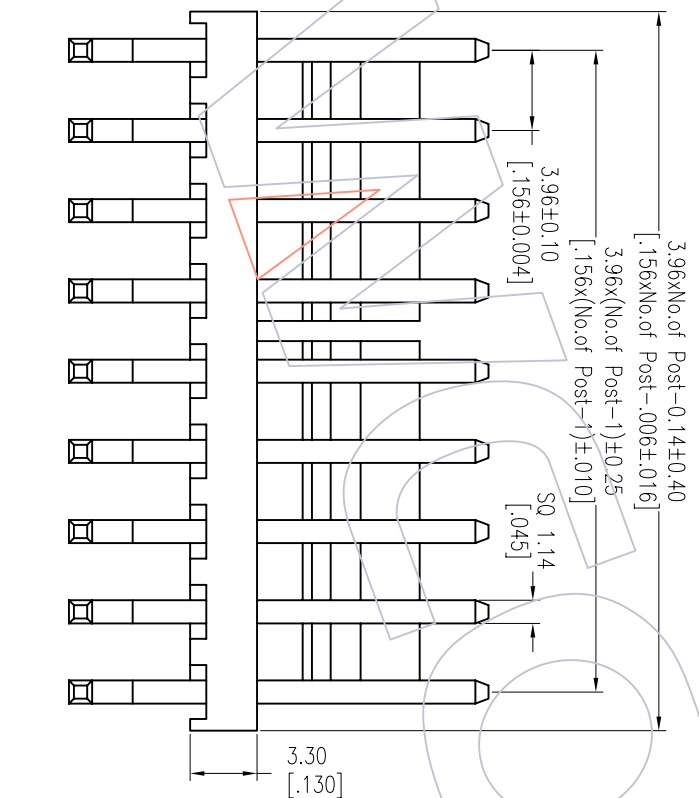 3.96xNo.of Post-0.14±0.40
[.156xNo.of Post-.006±.016]
3.96x(No.of Post-1)±0.25
[.156x(No.of Post-1)±.010]
3.96±0.10
[.156±0.004]
SQ 1.14
[.045]
3.30
[.130]